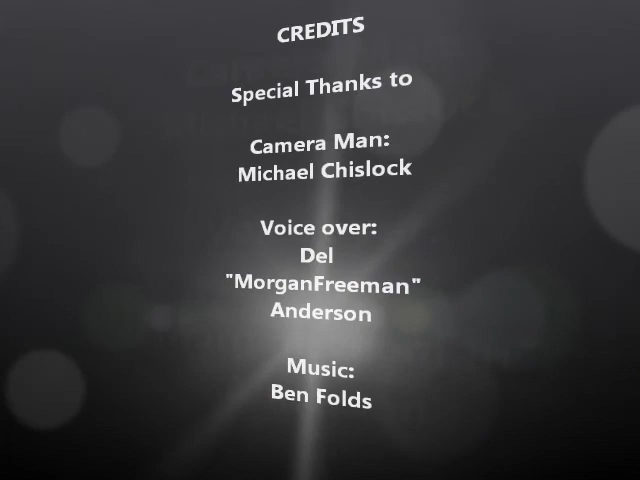 CREDITS
Special Thanks to
Camera Man:
Michael Chislock
Voice over:
Del
"MorganFreeman"
Anderson
Music:
Ben Folds